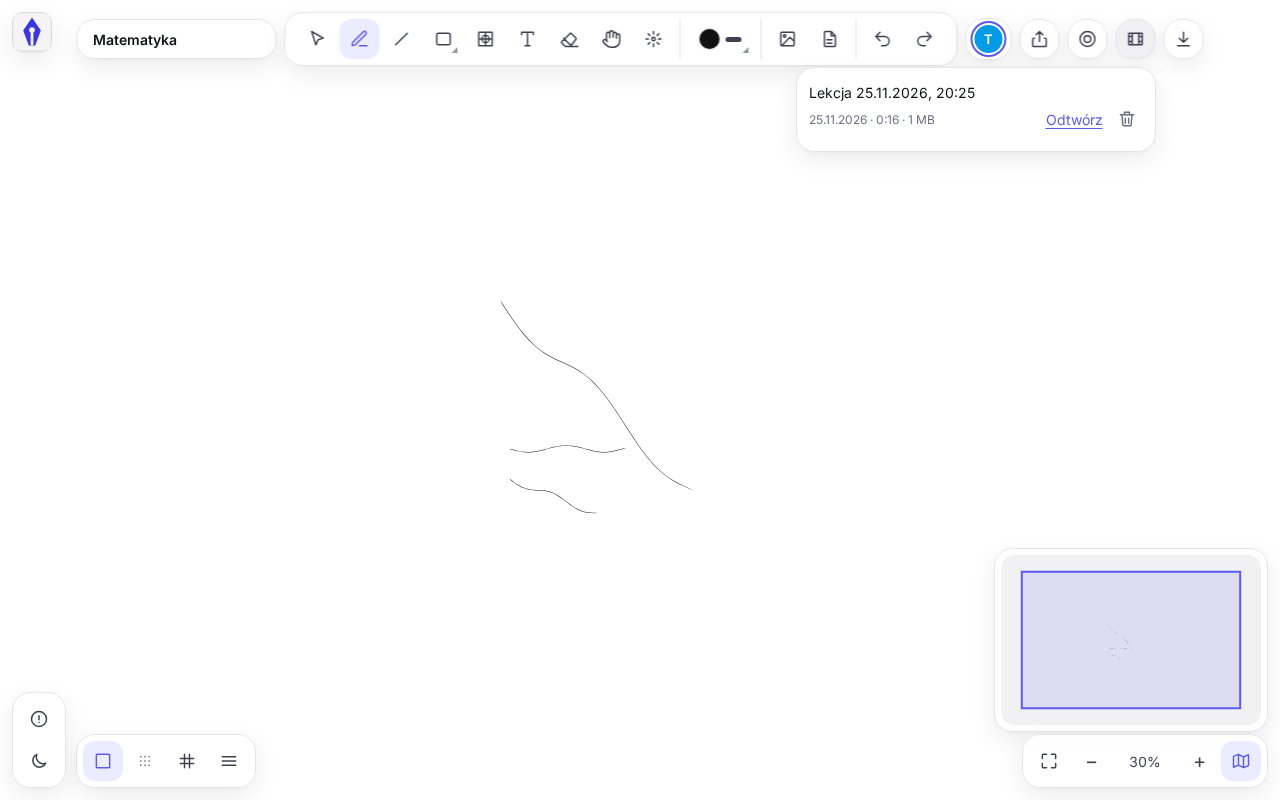 Matematyka
T
Lekcja 25.11.2026, 20:25
25.11.2026 · 0:16 · 1 MB
Odtwórz
30%